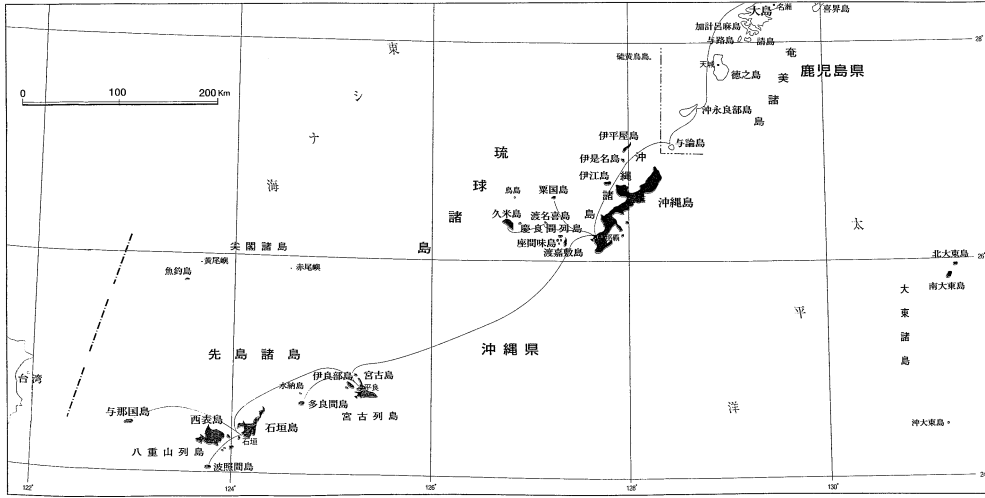 大島
名瀬
喜界島
加計呂麻島
与路島
請島
28°
硫黄鳥島
天城
徳之島
奄美諸島
鹿児島県
沖永良部島
与論島
0 100 200 Km
東シナ海
伊平屋島
伊是名島
伊江島
沖縄諸島
沖縄島
琉球諸島
鳥島
粟国島
久米島
渡名喜島
慶良間列島
座間味島
渡嘉敷島
那覇
太平洋
尖閣諸島
黄尾嶼
魚釣島
赤尾嶼
26°
北大東島
南大東島
大東諸島
先島諸島
沖縄県
台湾
伊良部島
宮古島
平良
水納島
多良間島
宮古列島
与那国島
西表島
石垣島
石垣
八重山列島
波照間島
沖大東島
24
122°
124°
126°
128°
130°